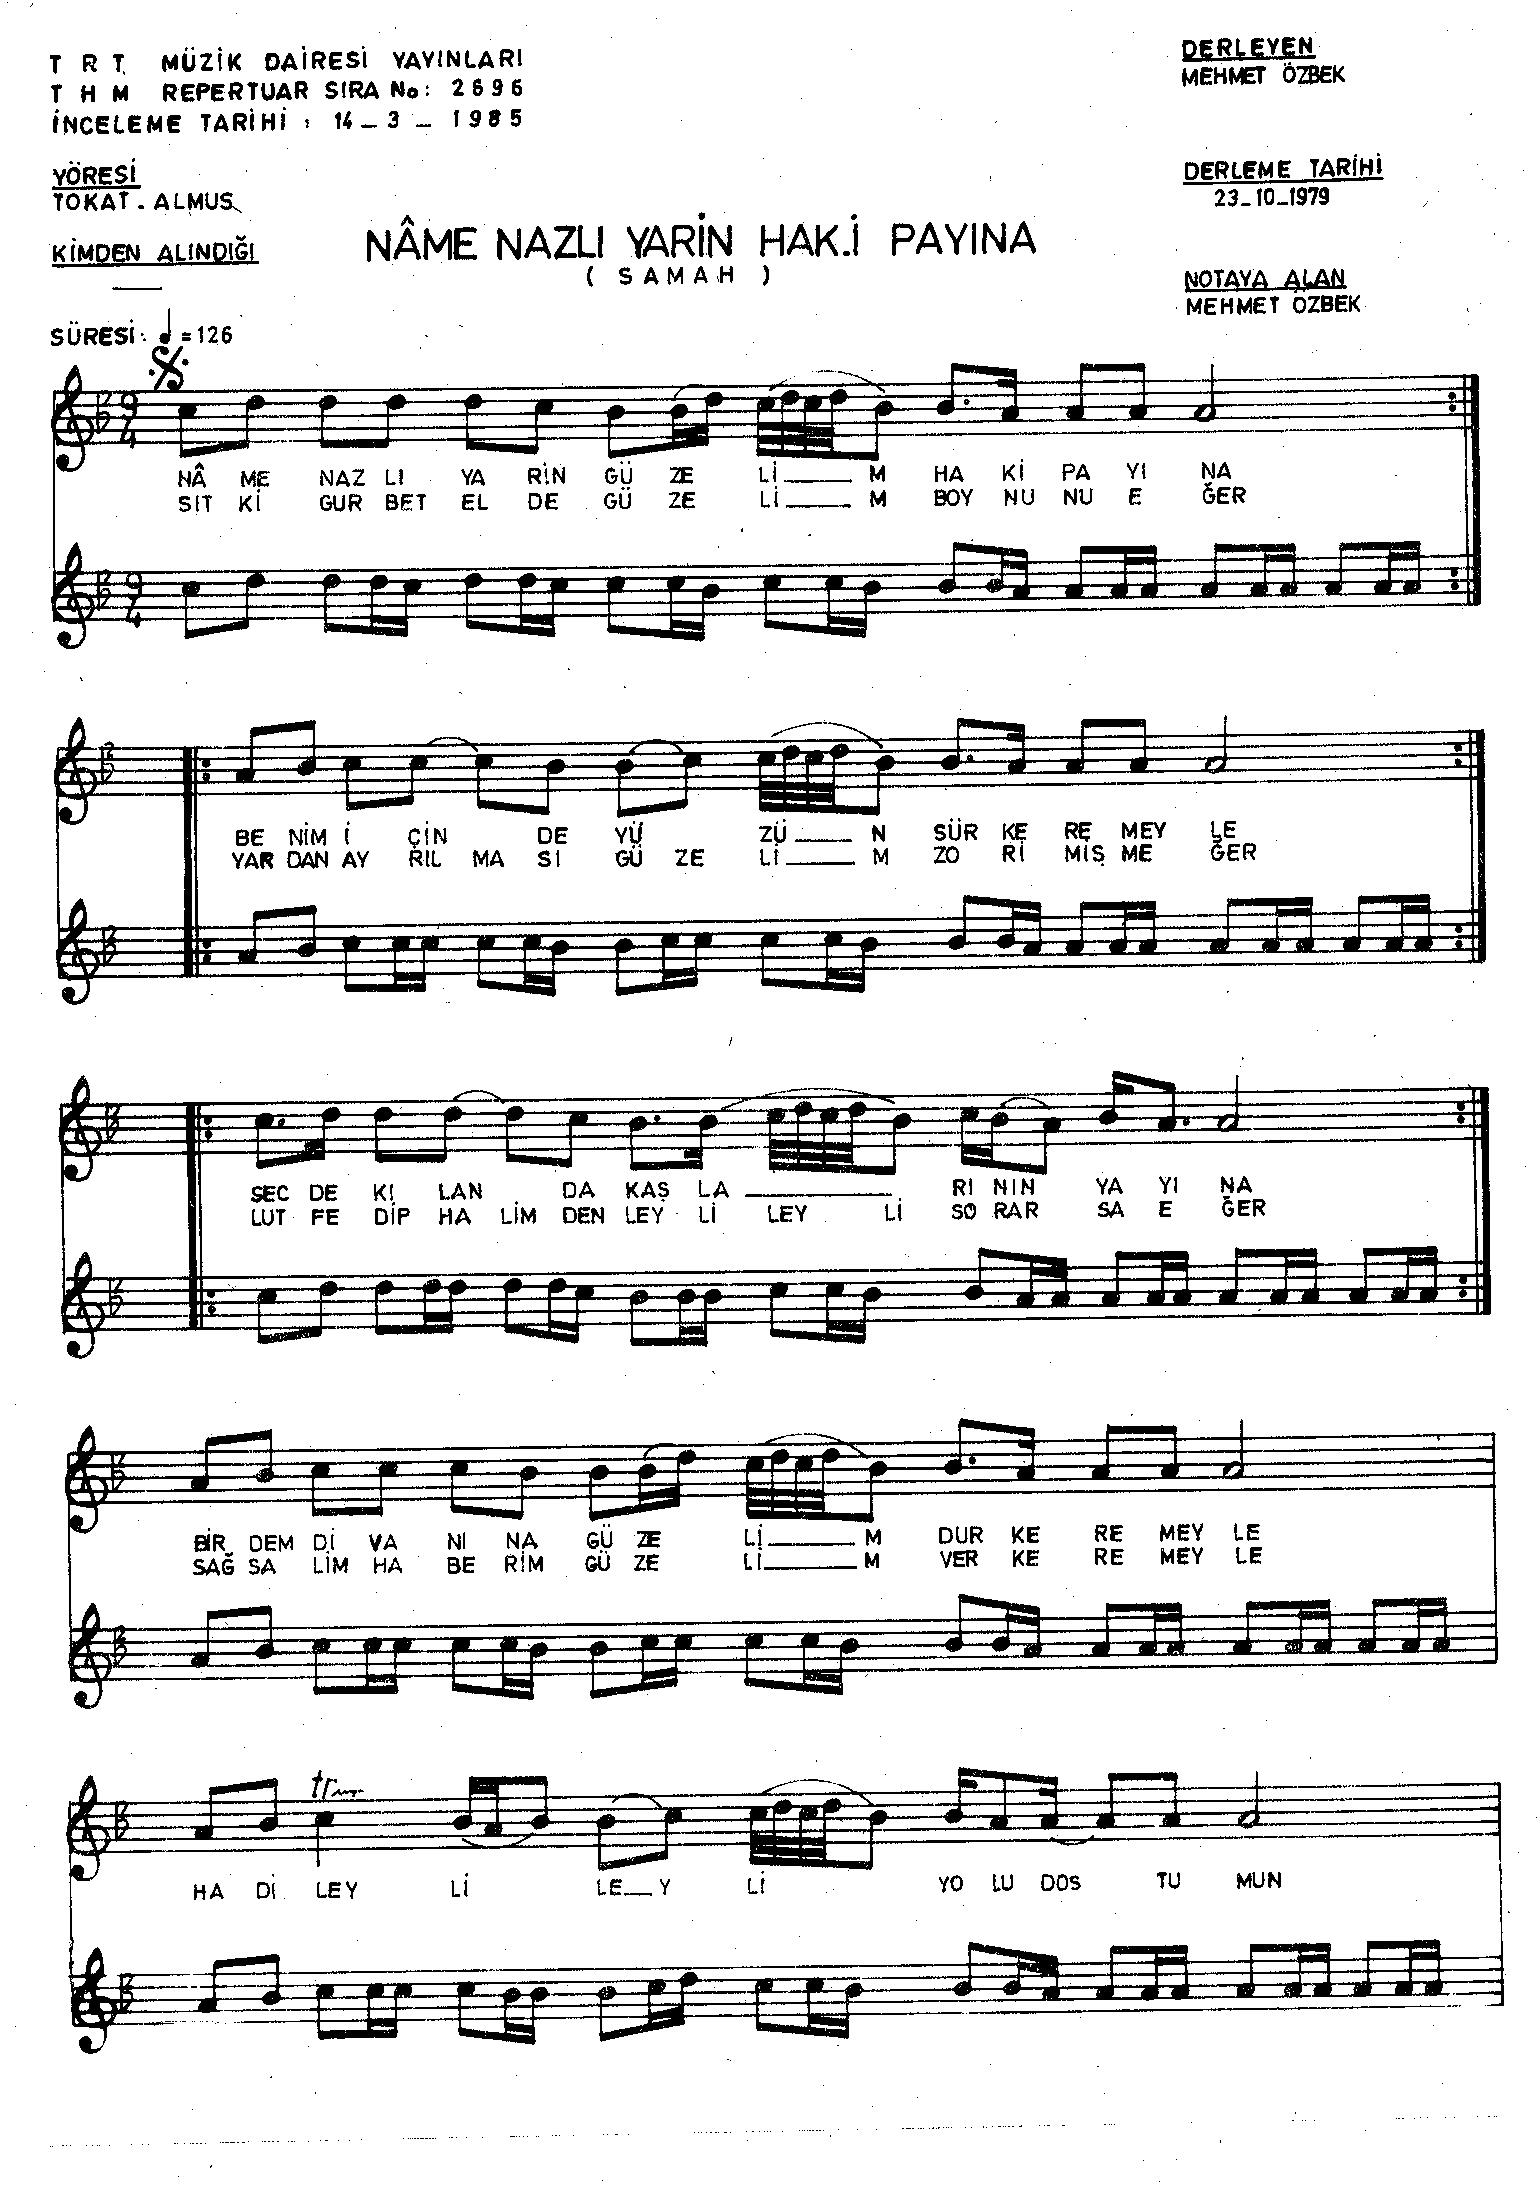 T R T MÜZİK DAİRESİ YAYINLARI
T H M REPERTUAR SIRA No: 2696
İNCELEME TARİHİ : 14_3_1985
DERLEYEN
MEHMET ÖZBEK
YÖRESİ
TOKAT-ALMUS
DERLEME TARİHİ
23_10_1979
KİMDEN ALINDIĞI
NÂME NAZLI YARİN HAK.İ PAYINA
( SAMAH )
NOTAYA ALAN
MEHMET ÖZBEK
SÜRESİ: ♩=126
9
4
NÂ ME NAZ LI YA RİN GÜ ZE Lİ___M HA Kİ PA YI NA
SIT KI GUR BET EL DE GÜ ZE Lİ___M BOY NU NU E ĞER
9
4
BE NİM İ ÇİN DE YÜ ZÜ___N SÜR KE RE MEY LE
YAR DAN AY RIL MA SI GÜ ZE Lİ___M ZO RI MIŞ ME ĞER
SEC DE KI LAN DA KAŞ LA___ RI NIN YA YI NA
LUT FE DİP HA LİM DEN LEY Lİ LEY Lİ SO RAR SA E ĞER
BİR DEM Dİ VA NI NA GÜ ZE Lİ___M DUR KE RE MEY LE
SAĞ SA LİM HA BE RİM GÜ ZE Lİ___M VER KE RE MEY LE
tr
HA Dİ LEY Lİ LE_Y Lİ YO LU DOS TU MUN